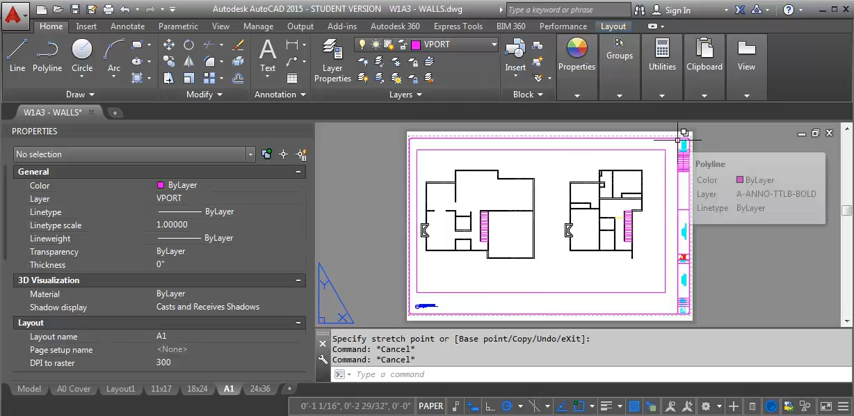 Autodesk AutoCAD 2015 - STUDENT VERSION W1A3 - WALLS.dwg
Type a keyword or phrase
Sign In
Home Insert Annotate Parametric View Manage Output Add-ins Autodesk 360 Express Tools BIM 360 Performance Layout
VPORT
Line Polyline Circle Arc Text Layer Properties Insert Properties Groups Utilities Clipboard View
Draw Modify Annotation Layers Block
W1A3 - WALLS*
PROPERTIES
No selection
General
Color ByLayer
Layer VPORT
Linetype ByLayer
Linetype scale 1.00000
Lineweight ByLayer
Transparency ByLayer
Thickness 0"
3D Visualization
Material ByLayer
Shadow display Casts and Receives Shadows
Layout
Layout name A1
Page setup name <None>
DPI to raster 300
Polyline
Color ByLayer
Layer A-ANNO-TTLB-BOLD
Linetype ByLayer
Y
X
Specify stretch point or [Base point/Copy/Undo/eXit]:
Command: *Cancel*
Command: *Cancel*
Type a command
Model A0 Cover Layout1 11x17 18x24 A1 24x36
0'-1 1/16", 0'-2 29/32", 0'-0" PAPER